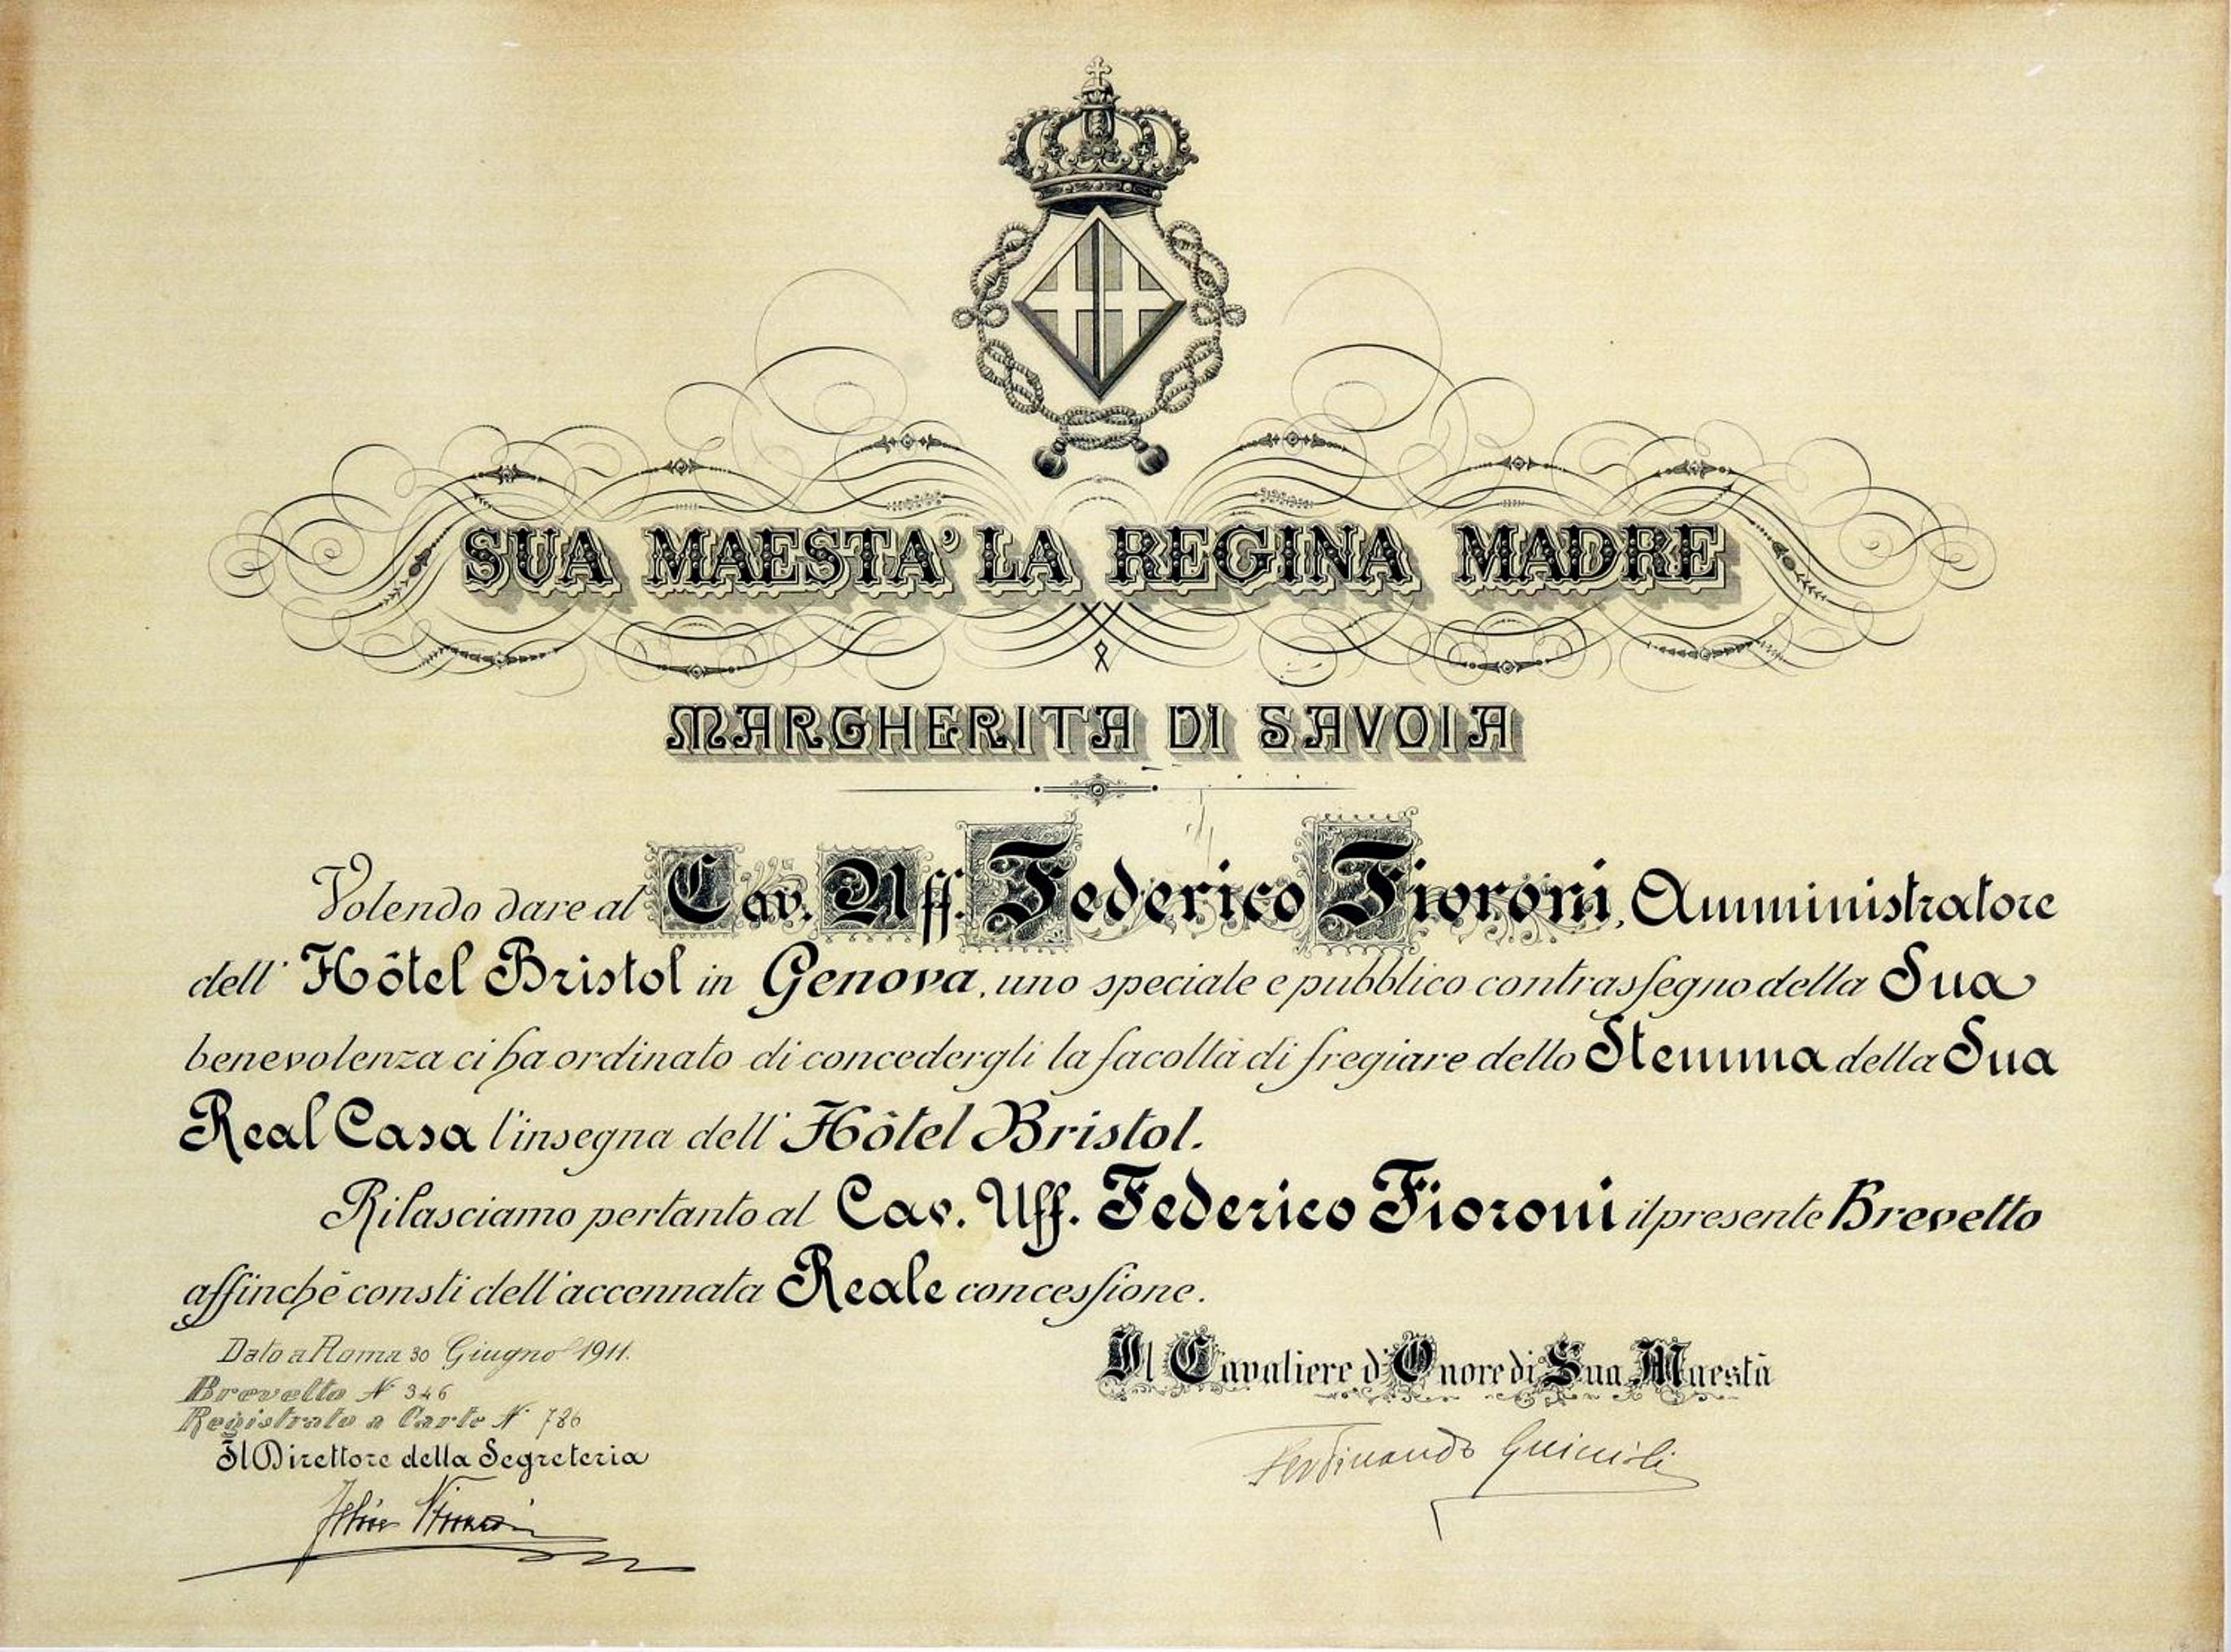 SUA MAESTA' LA REGINA MADRE
MARGHERITA DI SAVOIA
Volendo dare al Cav. Uff. Federico Fioroni, Amministratore
dell' Hôtel Bristol in Genova, uno speciale e pubblico contrassegno della Sua
benevolenza ci ha ordinato di concedergli la facoltà di fregiare dello Stemma della Sua
Real Casa l'insegna dell' Hôtel Bristol.
Rilasciamo pertanto al Cav. Uff. Federico Fioroni il presente Brevetto
affinchè consti dell'accennata Reale concessione.
Dato a Roma 30 Giugno 1911.
Brevetto N° 346
Registrato a Carte N° 786
Il Direttore della Segreteria
Il Cavaliere d'Onore di Sua Maestà
Ferdinando